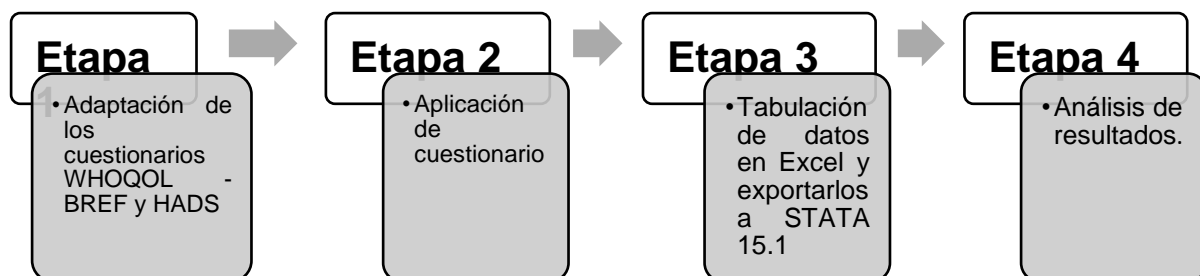 Etapa
1
• Adaptación de
los
cuestionarios
WHOQOL -
BREF y HADS
Etapa 2
• Aplicación
de
cuestionario
Etapa 3
• Tabulación
de datos
en Excel y
exportarlos
a STATA
15.1
Etapa 4
• Análisis de
resultados.